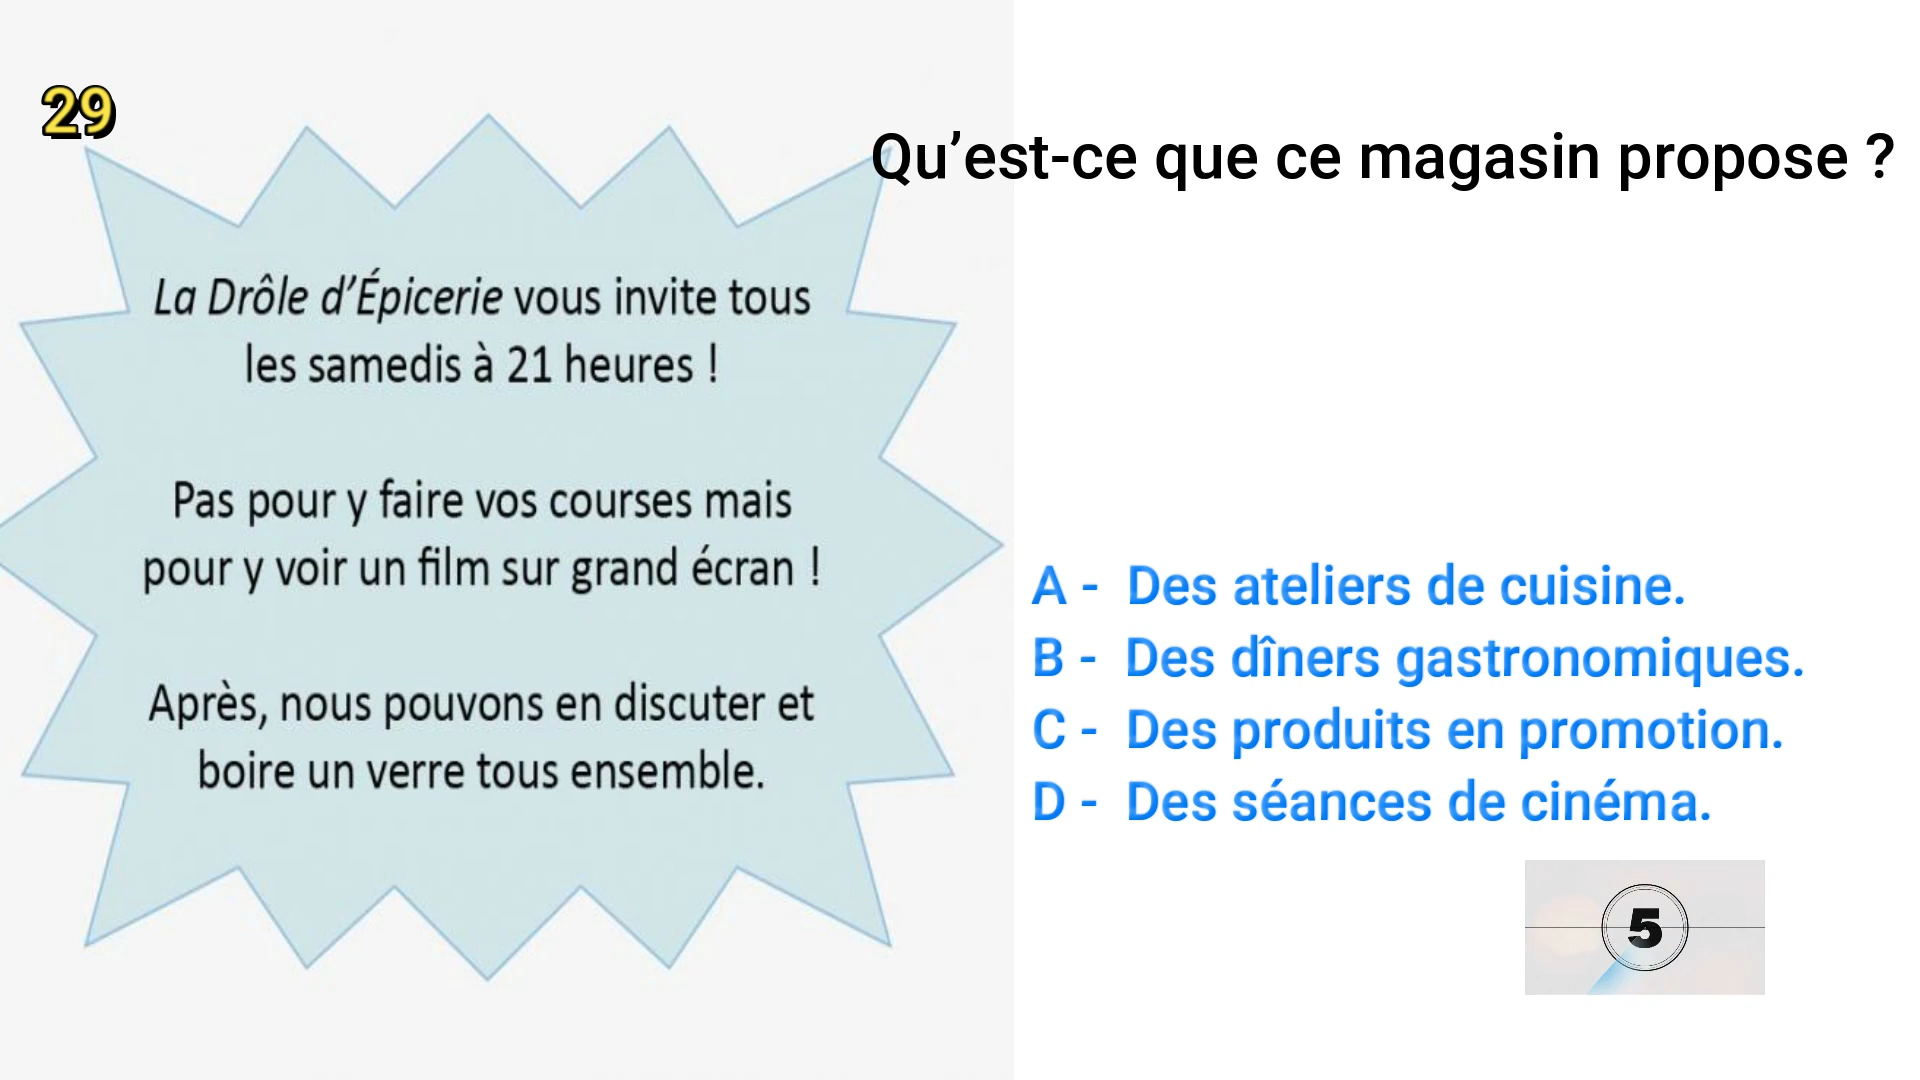 29
Qu’est-ce que ce magasin propose ?
La Drôle d’Épicerie vous invite tous
les samedis à 21 heures !
Pas pour y faire vos courses mais
pour y voir un film sur grand écran !
Après, nous pouvons en discuter et
boire un verre tous ensemble.
A - Des ateliers de cuisine.
B - Des dîners gastronomiques.
C - Des produits en promotion.
D - Des séances de cinéma.
5